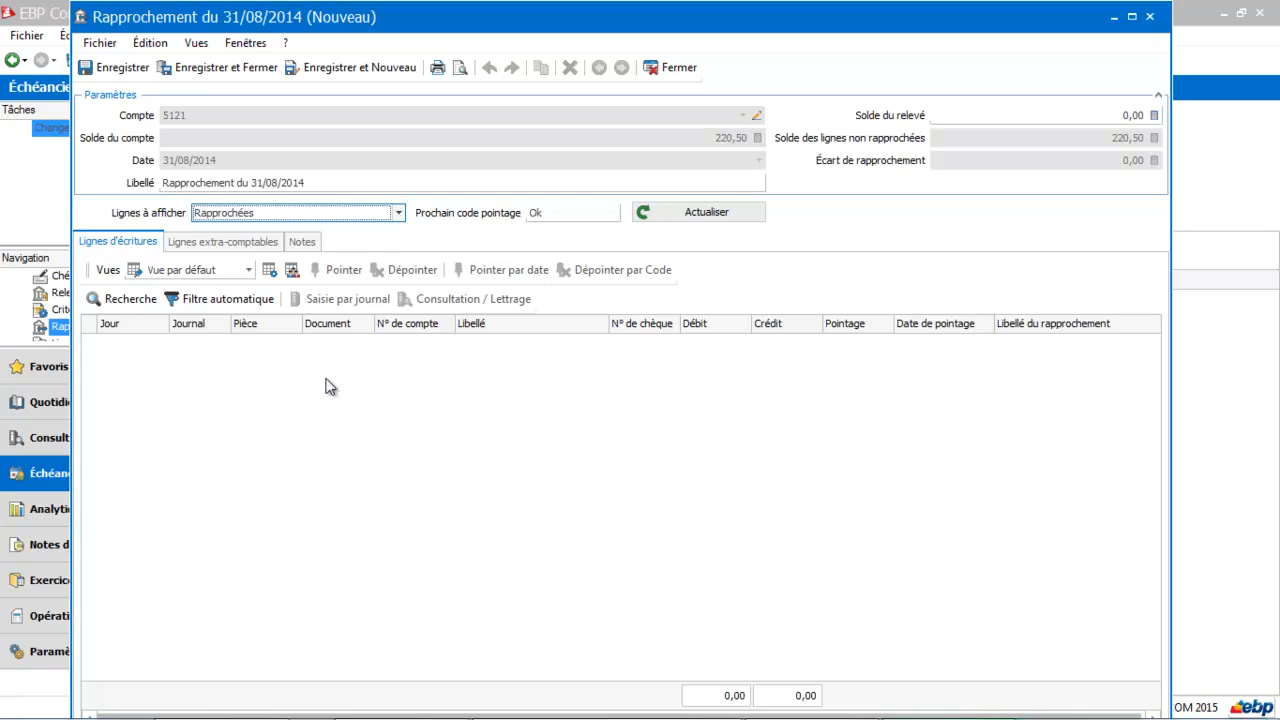 EBP Co
Rapprochement du 31/08/2014 (Nouveau)
Fichier
Fichier Édition Vues Fenêtres ?
Enregistrer Enregistrer et Fermer Enregistrer et Nouveau Fermer
Échéancie
Tâches
Change
Paramètres
Compte 5121 Solde du relevé 0,00
Solde du compte 220,50 Solde des lignes non rapprochées 220,50
Date 31/08/2014 Écart de rapprochement 0,00
Libellé Rapprochement du 31/08/2014
Lignes à afficher Rapprochées Prochain code pointage Ok Actualiser
Lignes d'écritures Lignes extra-comptables Notes
Navigation
Ché
Rele
Crite
Rap
Vues Vue par défaut Pointer Dépointer Pointer par date Dépointer par Code
Recherche Filtre automatique Saisie par journal Consultation / Lettrage
Jour Journal Pièce Document N° de compte Libellé N° de chèque Débit Crédit Pointage Date de pointage Libellé du rapprochement
Favoris
Quotidi
Consult
Échéan
Analyti
Notes d
Exercic
Opérati
Paramè
0,00 0,00
OM 2015 ebp